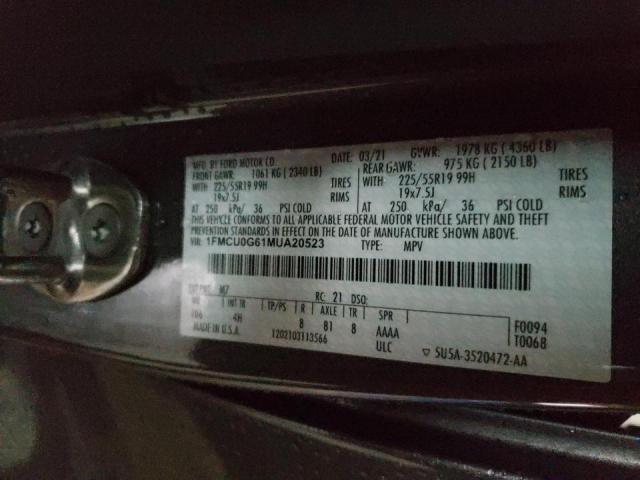 MFD. BY FORD MOTOR CO. DATE: 03/21 GVWR: 1978 KG ( 4360 LB)
FRONT GAWR: 1061 KG ( 2340 LB) REAR GAWR: 975 KG ( 2150 LB)
WITH 225/55R19 99H TIRES WITH 225/55R19 99H TIRES
19x7.5J RIMS 19x7.5J RIMS
AT 250 kPa/ 36 PSI COLD AT 250 kPa/ 36 PSI COLD
THIS VEHICLE CONFORMS TO ALL APPLICABLE FEDERAL MOTOR VEHICLE SAFETY AND THEFT
PREVENTION STANDARDS IN EFFECT ON THE DATE OF MANUFACTURE SHOWN ABOVE.
VIN: 1FMCU0G61MUA20523 TYPE: MPV
EXT PNT: M7 RC: 21 DSO:
WB INT TR TP/PS R AXLE TR SPR
106 4H 8 81 8 AAAA
MADE IN U.S.A. 1202103113566 ULC
F0094
T0068
▽ 5U5A-3520472-AA